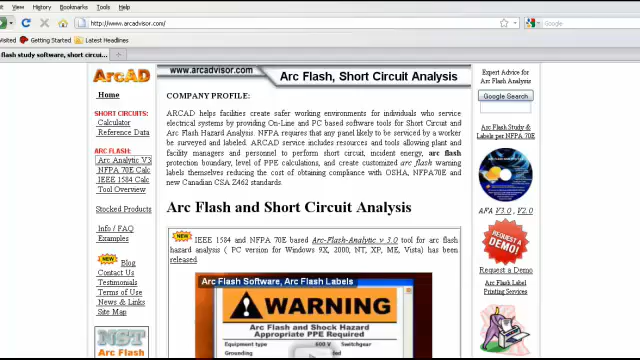 it View History Bookmarks Tools Help
http://www.arcadvisor.com/
Google
Visited Getting Started Latest Headlines
flash study software, short circui...
ArcAD
Home
SHORT CIRCUITS:
Calculator
Reference Data
ARC FLASH:
Arc Analytic V3
NFPA 70E Calc
IEEE 1584 Calc
Tool Overview
Stocked Products
Info / FAQ
Examples
NEW Blog
Contact Us
Testimonials
Terms of Use
News & Links
Site Map
NST
Arc Flash
www.arcadvisor.com
Arc Flash, Short Circuit Analysis
COMPANY PROFILE:
ARCAD helps facilities create safer working environments for individuals who service
electrical systems by providing On-Line and PC based software tools for Short Circuit and
Arc Flash Hazard Analysis. NFPA requires that any panel likely to be serviced by a worker
be surveyed and labeled. ARCAD service includes resources and tools allowing plant and
facility managers and personnel to perform short circuit, incident energy, arc flash
protection boundary, level of PPE calculations, and create customized arc flash warning
labels themselves reducing the cost of obtaining compliance with OSHA, NFPA70E and
new Canadian CSA Z462 standards.
Arc Flash and Short Circuit Analysis
NEW IEEE 1584 and NFPA 70E based Arc-Flash-Analytic v 3.0 tool for arc flash
hazard analysis ( PC version for Windows 9X, 2000, NT, XP, ME, Vista) has been
released
Arc Flash Software, Arc Flash Labels
WARNING
Arc Flash and Shock Hazard
Appropriate PPE Required
Equipment type 600 V Switchgear
Grounding
Expert Advice for
Arc Flash Analysis
Google Search
Arc Flash Study &
Labels per NFPA 70E
AFA V3.0 , V2.0
REQUEST A DEMO!
Request a Demo
Arc Flash Label
Printing Services